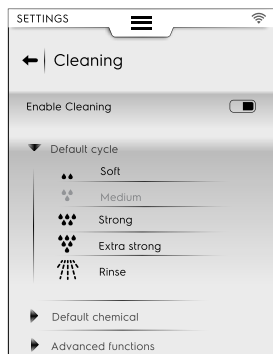 SETTINGS
Cleaning
Enable Cleaning
Default cycle
Soft
Medium
Strong
Extra strong
Rinse
Default chemical
Advanced functions